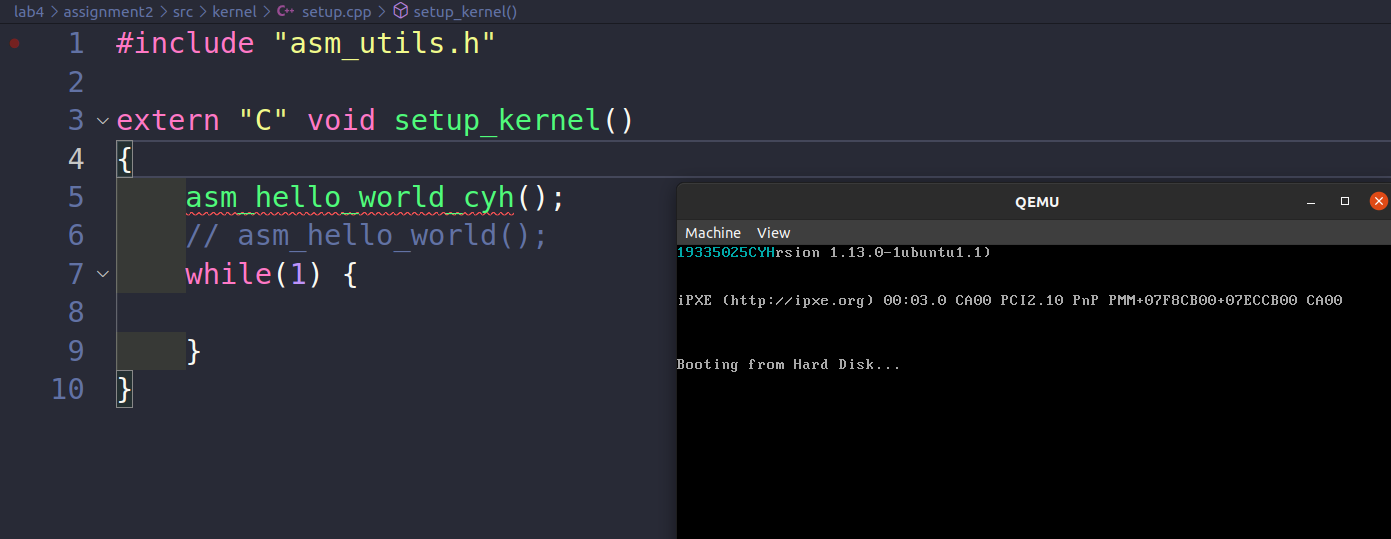 lab4 > assignment2 > src > kernel > C++ setup.cpp > setup_kernel()
1 #include "asm_utils.h"
2
3 extern "C" void setup_kernel()
4 {
5 asm_hello_world_cyh();
6 // asm_hello_world();
7 while(1) {
8
9 }
10 }
QEMU
Machine View
19335025CYHrsion 1.13.0-1ubuntu1.1)
iPXE (http://ipxe.org) 00:03.0 CA00 PCI2.10 PnP PMM+07F8CB00+07ECCB00 CA00
Booting from Hard Disk...